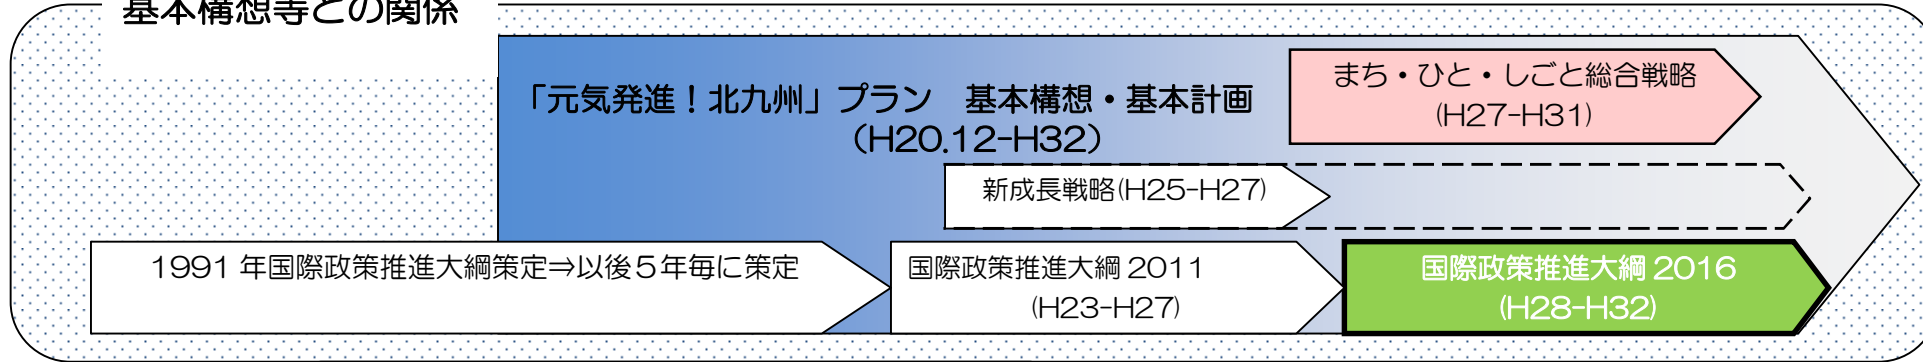 基本構想等との関係
「元気発進！北九州」プラン　基本構想・基本計画
（H20.12-H32）
まち・ひと・しごと総合戦略
(H27-H31)
新成長戦略(H25-H27)
1991 年国際政策推進大綱策定⇒以後５年毎に策定
国際政策推進大綱 2011
(H23-H27)
国際政策推進大綱 2016
(H28-H32)